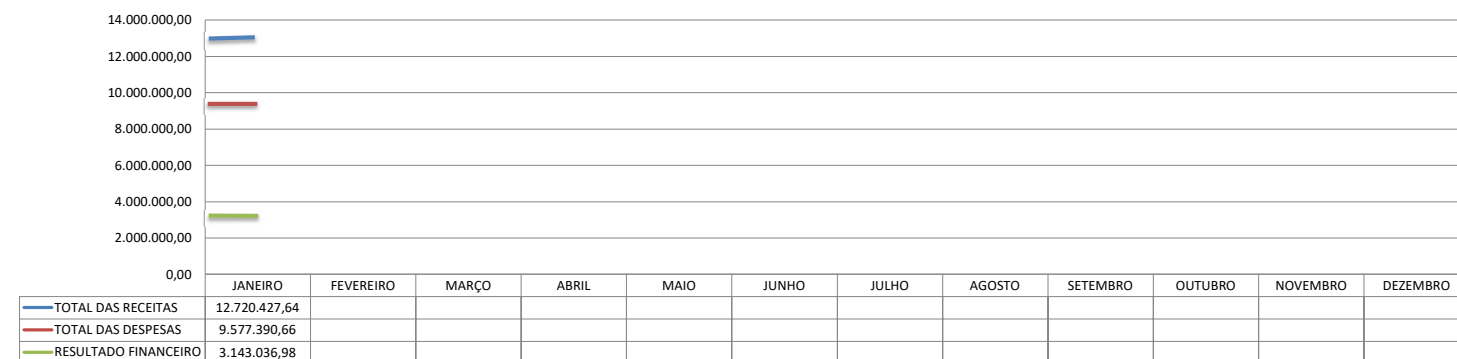 14.000.000,00
12.000.000,00
10.000.000,00
8.000.000,00
6.000.000,00
4.000.000,00
2.000.000,00
0,00
JANEIRO FEVEREIRO MARÇO ABRIL MAIO JUNHO JULHO AGOSTO SETEMBRO OUTUBRO NOVEMBRO DEZEMBRO
TOTAL DAS RECEITAS 12.720.427,64
TOTAL DAS DESPESAS 9.577.390,66
RESULTADO FINANCEIRO 3.143.036,98